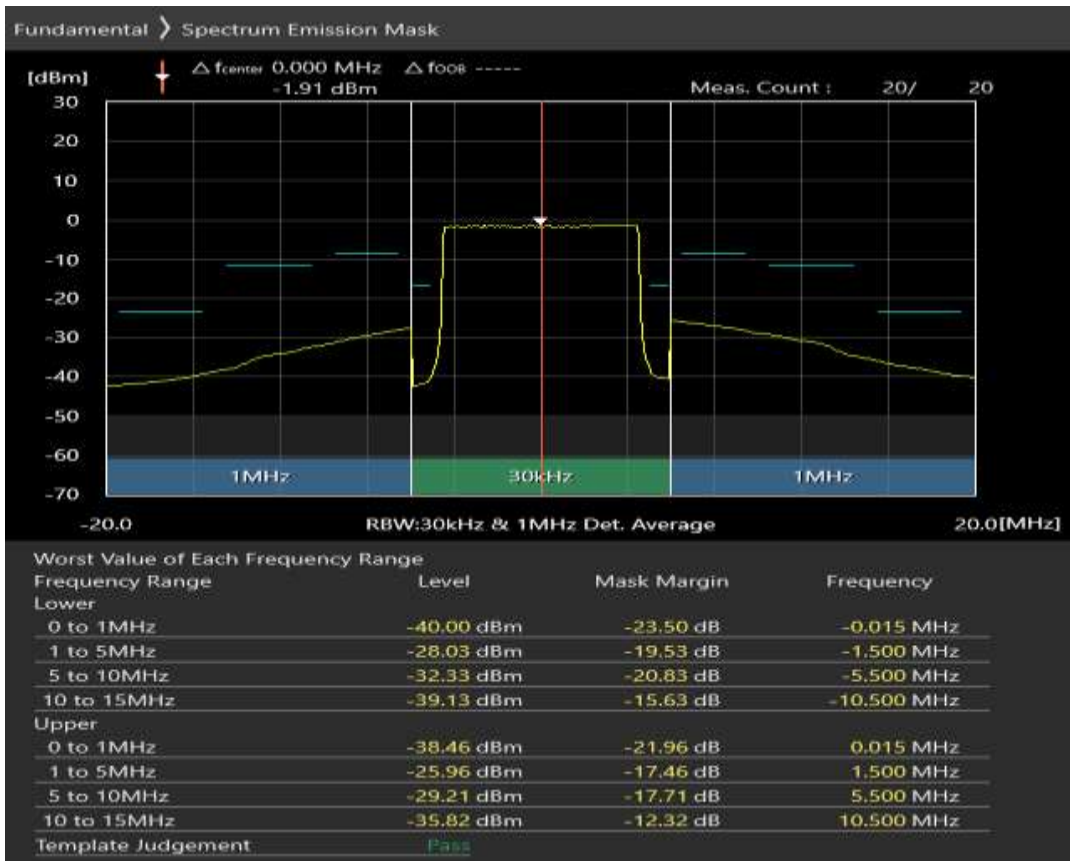 Fundamental 》 Spectrum Emission Mask
[dBm] △ fcenter 0.000 MHz △ fOOB -----
-1.91 dBm Meas. Count : 20/ 20
30
20
10
0
-10
-20
-30
-40
-50
-60
-70
1MHz 30kHz 1MHz
-20.0 RBW:30kHz & 1MHz Det. Average 20.0[MHz]
Worst Value of Each Frequency Range
Frequency Range Level Mask Margin Frequency
Lower
0 to 1MHz -40.00 dBm -23.50 dB -0.015 MHz
1 to 5MHz -28.03 dBm -19.53 dB -1.500 MHz
5 to 10MHz -32.33 dBm -20.83 dB -5.500 MHz
10 to 15MHz -39.13 dBm -15.63 dB -10.500 MHz
Upper
0 to 1MHz -38.46 dBm -21.96 dB 0.015 MHz
1 to 5MHz -25.96 dBm -17.46 dB 1.500 MHz
5 to 10MHz -29.21 dBm -17.71 dB 5.500 MHz
10 to 15MHz -35.82 dBm -12.32 dB 10.500 MHz
Template Judgement Pass